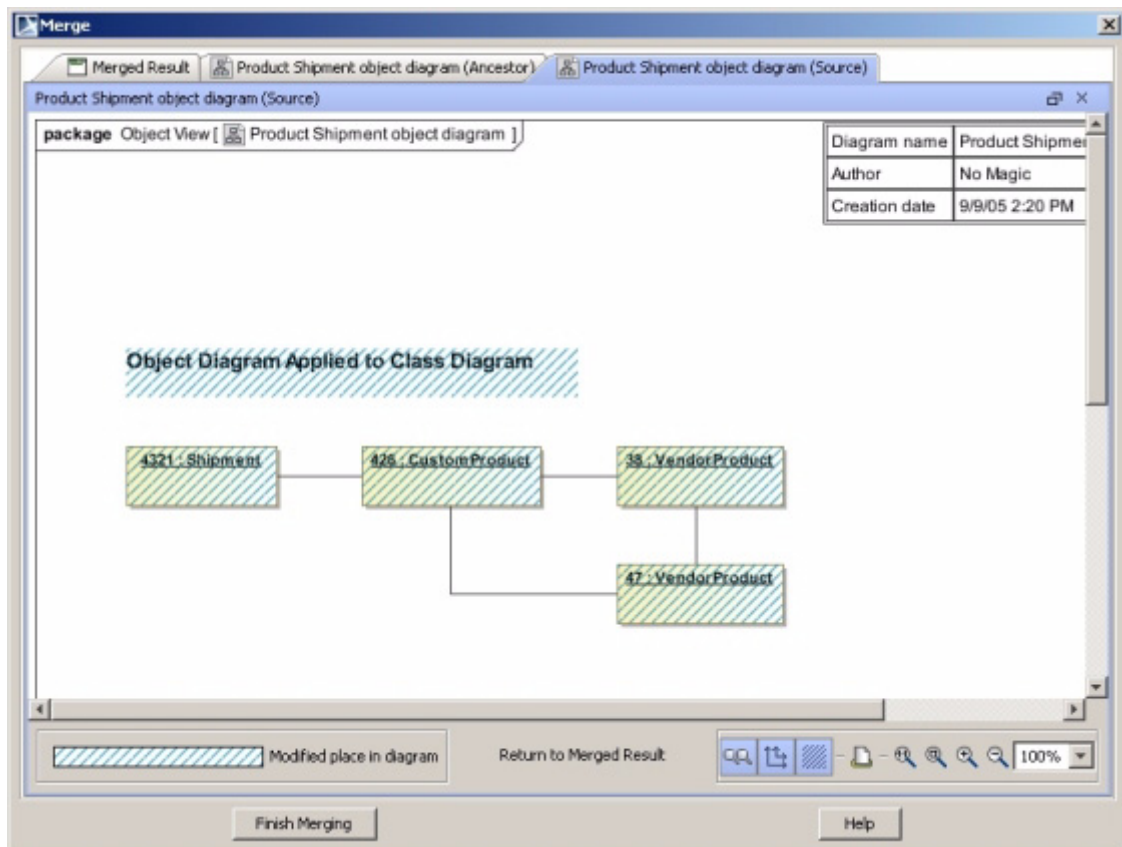 Merge
Merged Result Product Shipment object diagram (Ancestor) Product Shipment object diagram (Source)
Product Shipment object diagram (Source)
package Object View [ Product Shipment object diagram ]
Diagram name Product Shipme
Author No Magic
Creation date 9/9/05 2:20 PM
Object Diagram Applied to Class Diagram
4321 : Shipment 426 : CustomProduct 38 : VendorProduct
47 : VendorProduct
Modified place in diagram Return to Merged Result 100%
Finish Merging Help